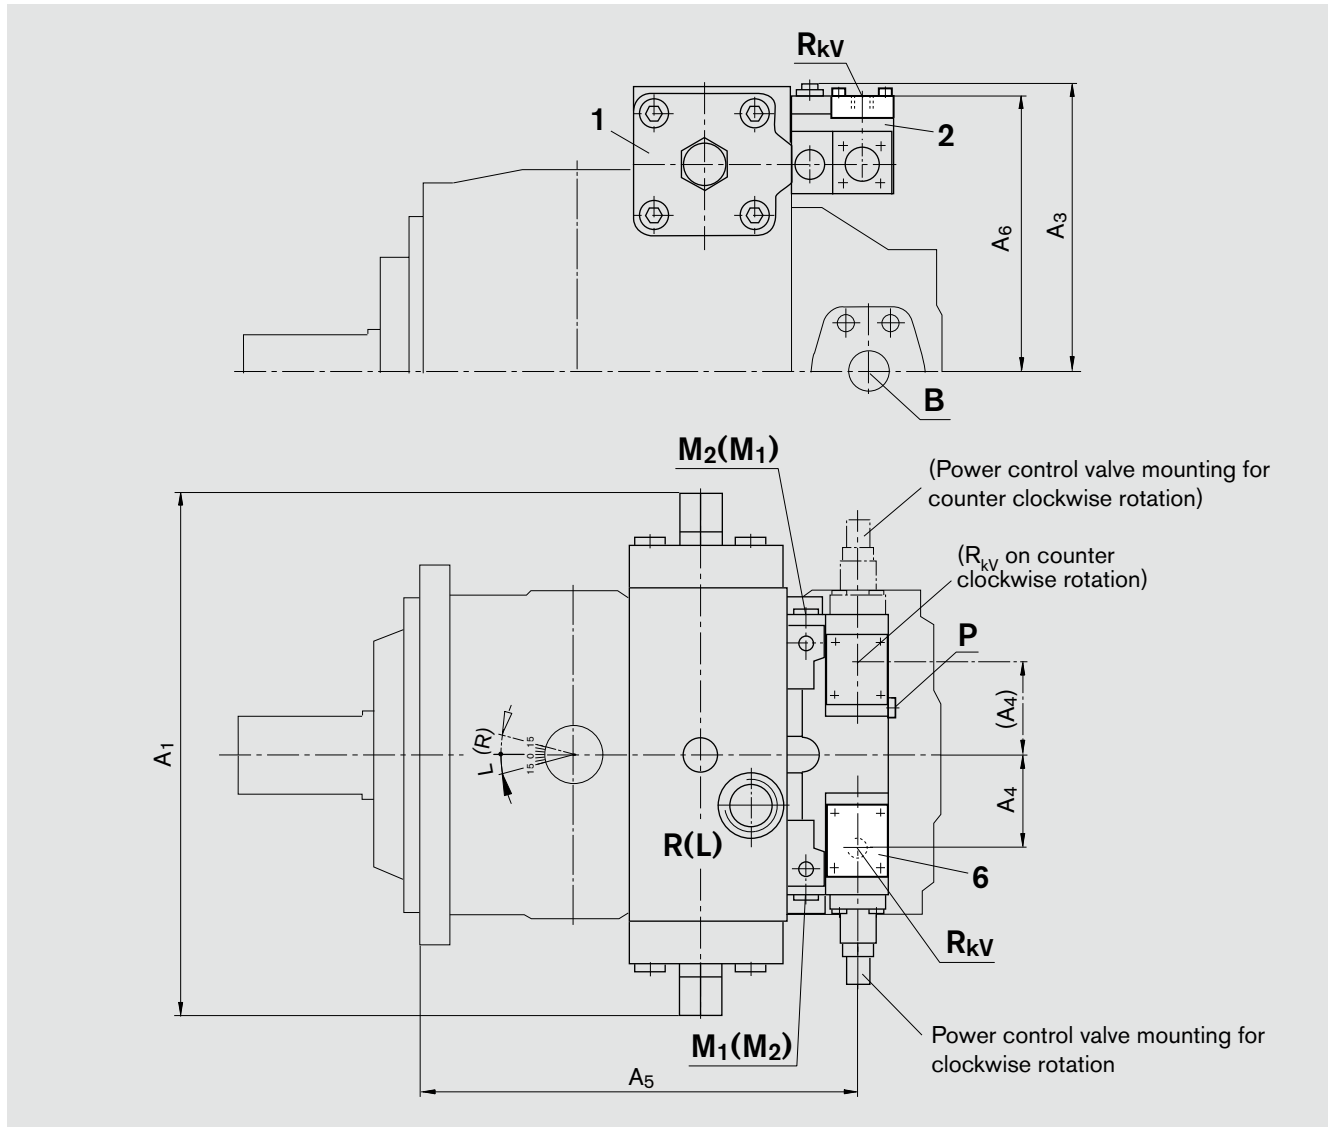 RkV
1
2
A6
A3
B
M2(M1)
(Power control valve mounting for
counter clockwise rotation)
(RkV on counter
clockwise rotation)
P
(A4)
A1
L (R)
15 0 15
A4
R(L)
6
RkV
M1(M2)
Power control valve mounting for
clockwise rotation
A5